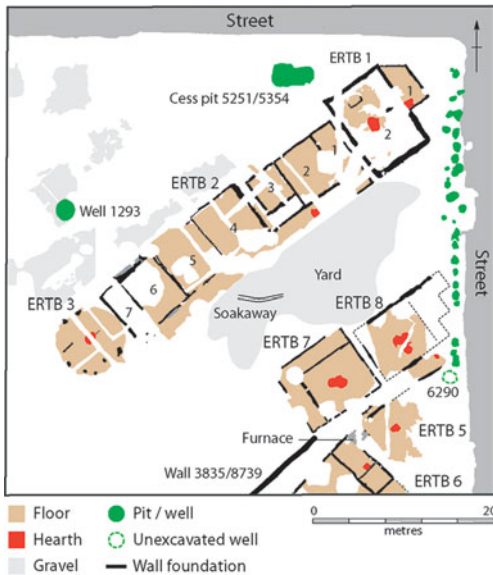 Street
ERTB 1
Cess pit 5251/5354
1
2
1
2
3
ERTB 2
4
Well 1293
5
6
7
ERTB 3
Yard
Street
Soakaway
ERTB 8
ERTB 7
6290
ERTB 5
Furnace
Wall 3835/8739
ERTB 6
Floor
Pit / well
Hearth
Unexcavated well
0
20
Gravel
Wall foundation
metres